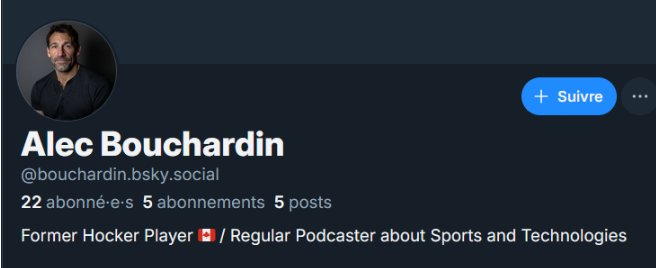 + Suivre
...
Alec Bouchardin
@bouchardin.bsky.social
22 abonné·e·s 5 abonnements 5 posts
Former Hocker Player 🇨🇦 / Regular Podcaster about Sports and Technologies